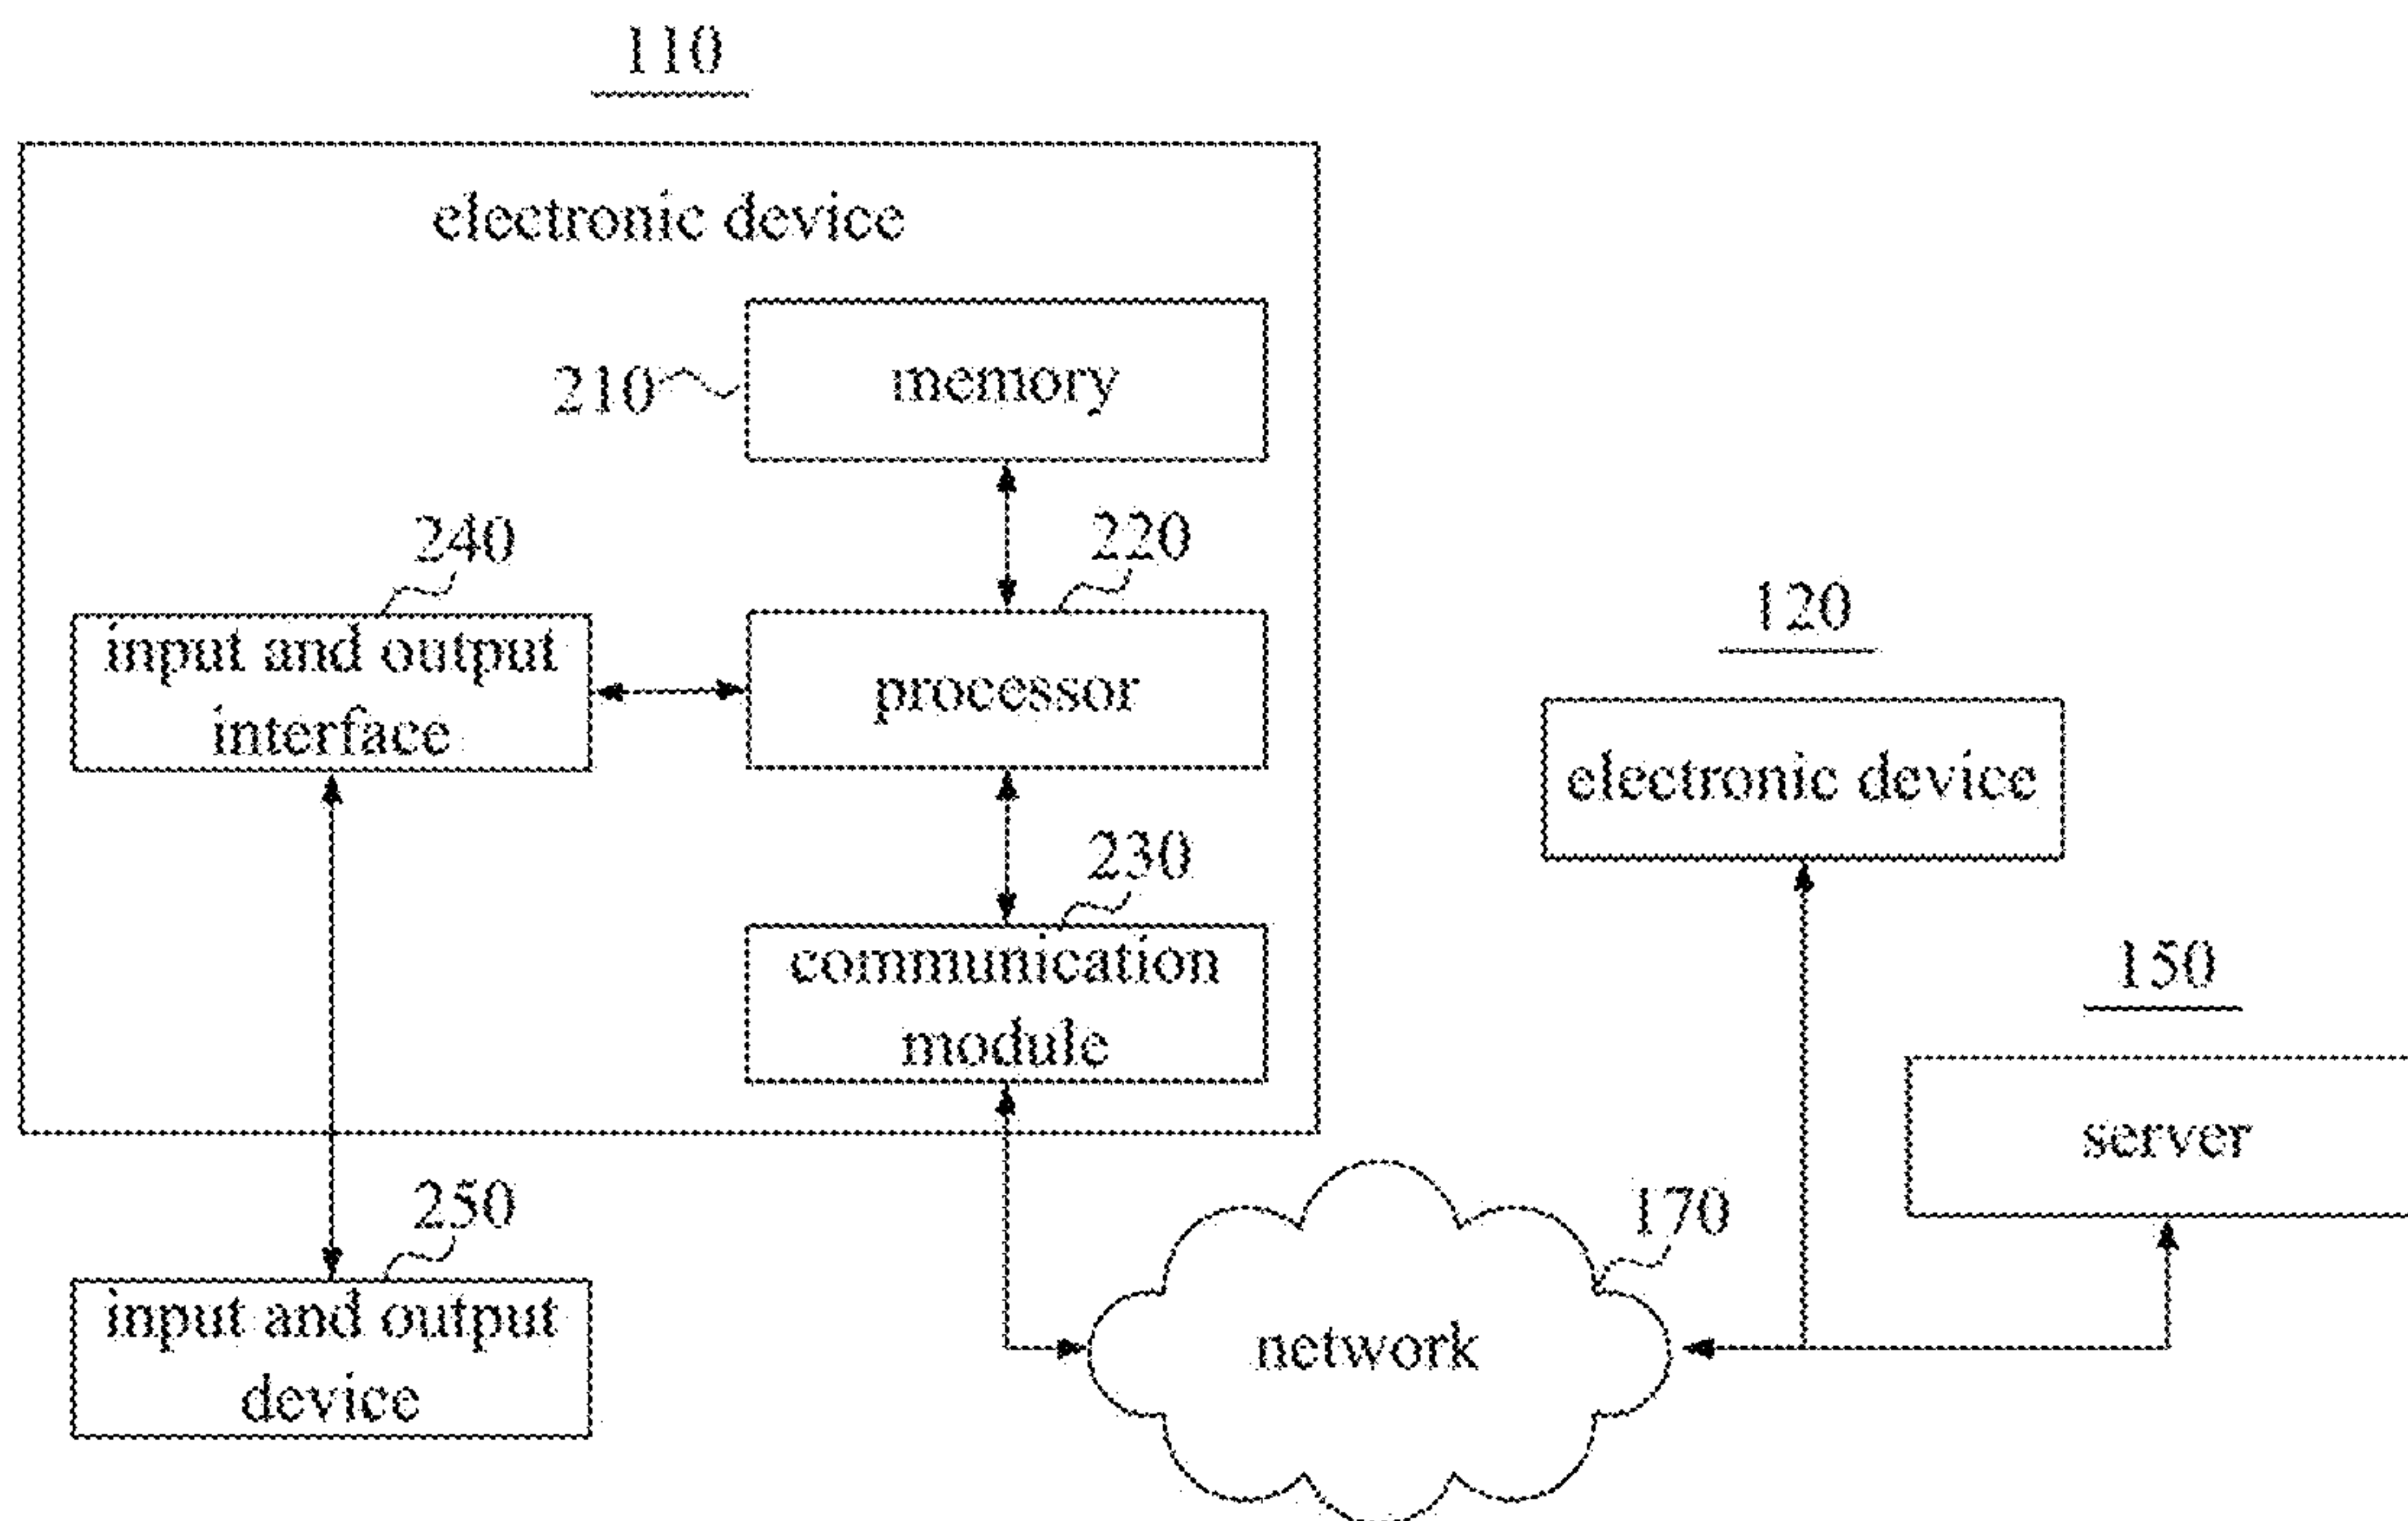 110
electronic device
210
memory
240
220
input and output
interface
processor
120
electronic device
230
communication
module
150
server
250
input and output
device
170
network